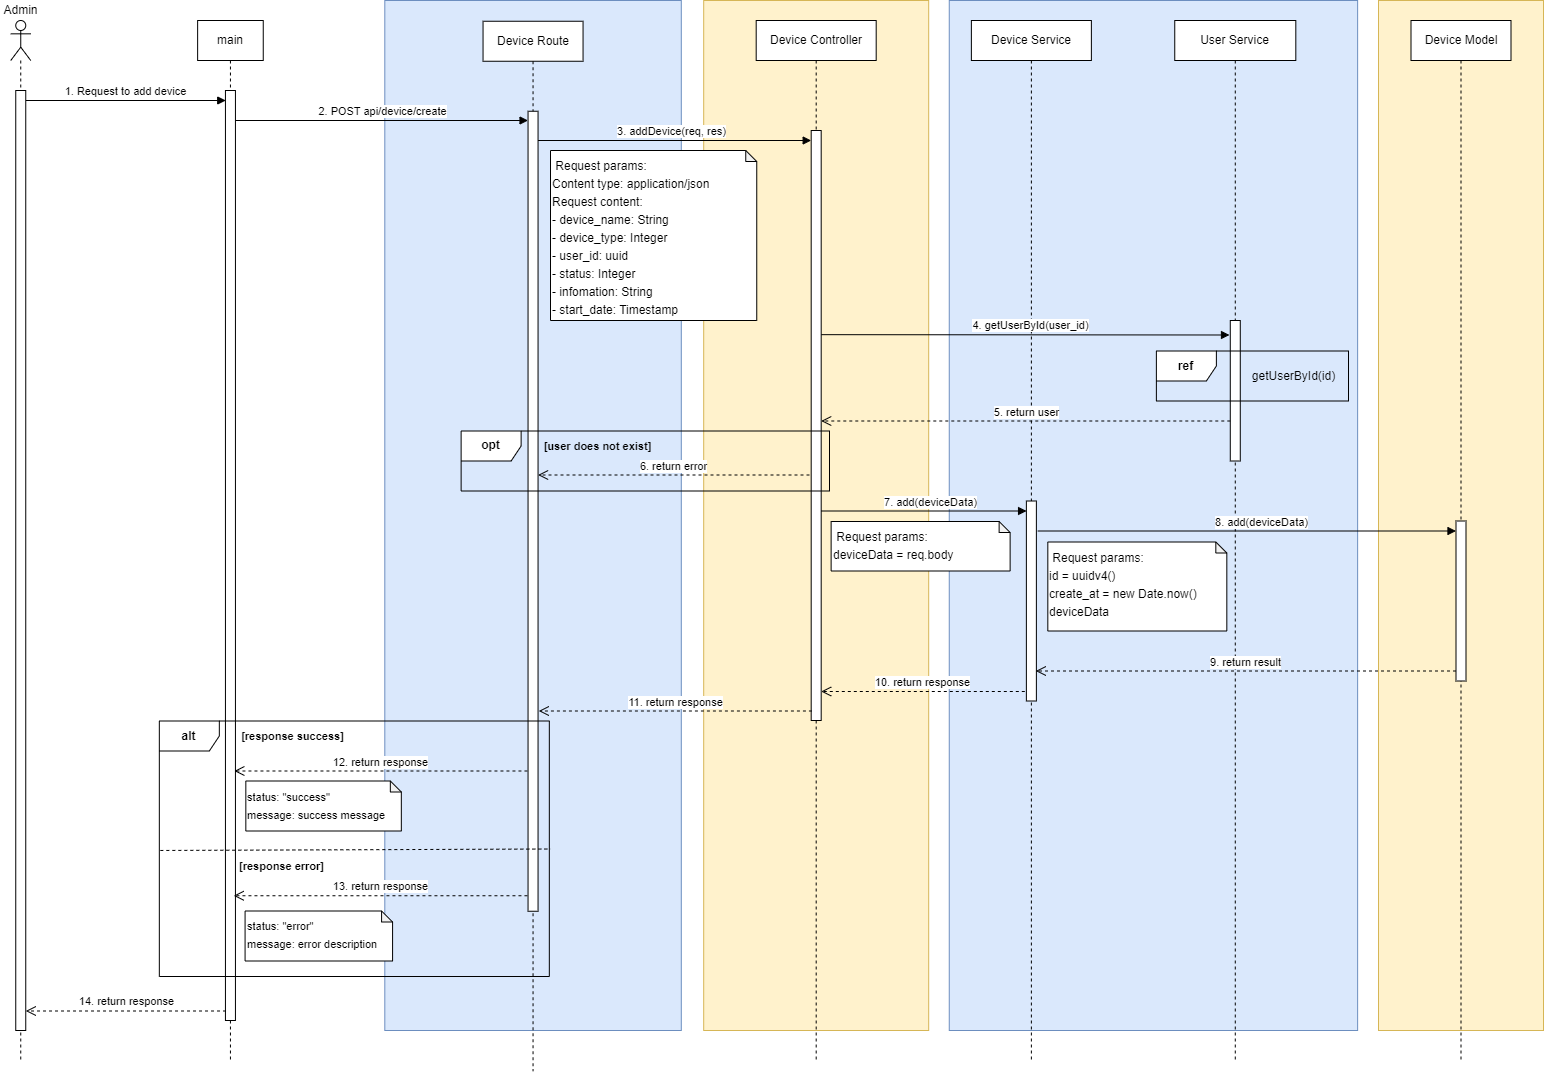 Admin
main
Device Route
Device Controller
Device Service
User Service
Device Model
1. Request to add device
2. POST api/device/create
3. addDevice(req, res)
Request params:
Content type: application/json
Request content:
- device_name: String
- device_type: Integer
- user_id: uuid
- status: Integer
- infomation: String
- start_date: Timestamp
4. getUserById(user_id)
ref
getUserById(id)
5. return user
opt
[user does not exist]
6. return error
7. add(deviceData)
Request params:
deviceData = req.body
8. add(deviceData)
Request params:
id = uuidv4()
create_at = new Date.now()
deviceData
9. return result
10. return response
11. return response
alt
[response success]
12. return response
status: "success"
message: success message
[response error]
13. return response
status: "error"
message: error description
14. return response